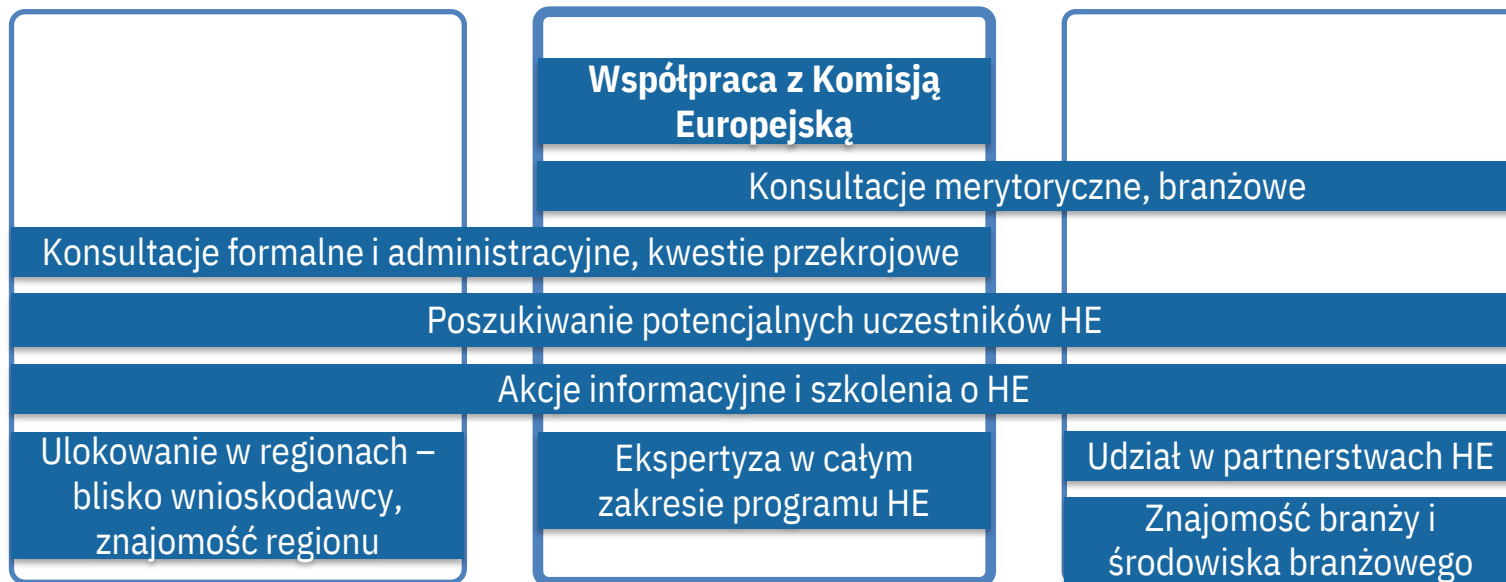 Współpraca z Komisją
Europejską
Konsultacje merytoryczne, branżowe
Konsultacje formalne i administracyjne, kwestie przekrojowe
Poszukiwanie potencjalnych uczestników HE
Akcje informacyjne i szkolenia o HE
Ulokowanie w regionach –
blisko wnioskodawcy,
znajomość regionu
Ekspertyza w całym
zakresie programu HE
Udział w partnerstwach HE
Znajomość branży i
środowiska branżowego